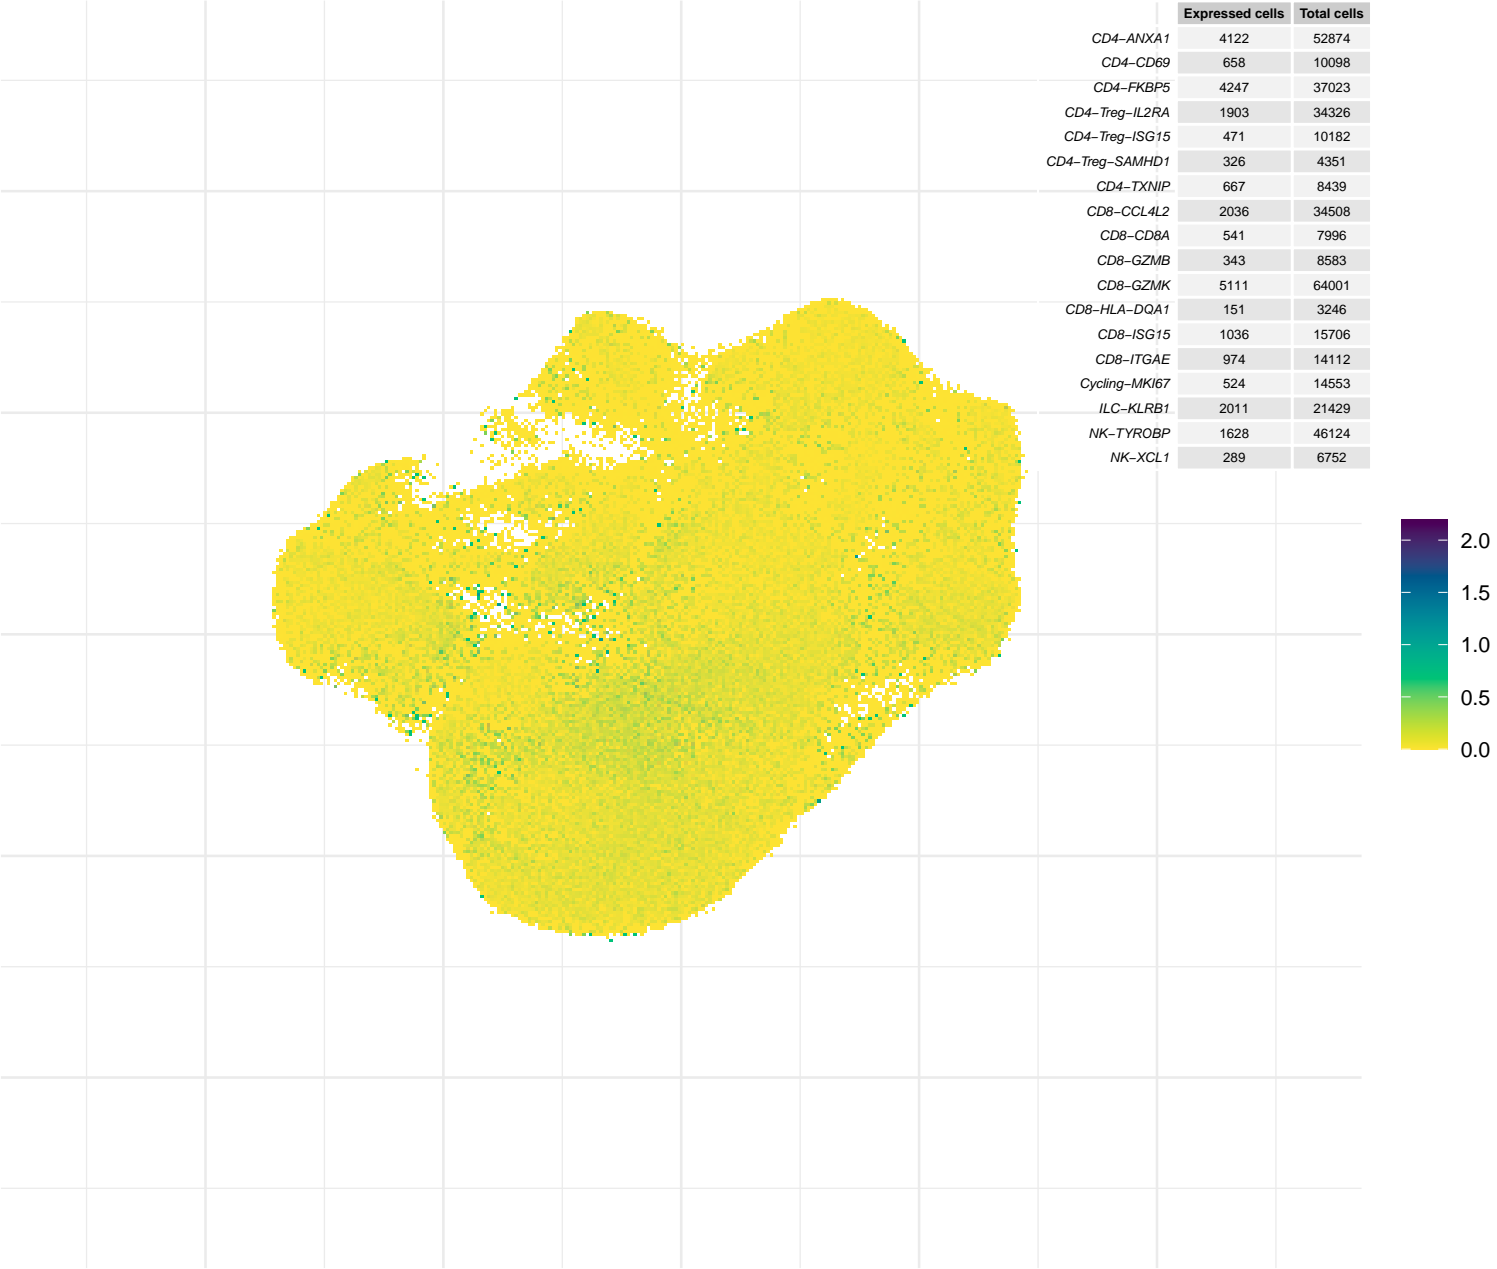 Expressed cells Total cells
CD4−ANXA1 4122 52874
CD4−CD69 658 10098
CD4−FKBP5 4247 37023
CD4−Treg−IL2RA 1903 34326
CD4−Treg−ISG15 471 10182
CD4−Treg−SAMHD1 326 4351
CD4−TXNIP 667 8439
CD8−CCL4L2 2036 34508
CD8−CD8A 541 7996
CD8−GZMB 343 8583
CD8−GZMK 5111 64001
CD8−HLA−DQA1 151 3246
CD8−ISG15 1036 15706
CD8−ITGAE 974 14112
Cycling−MKI67 524 14553
ILC−KLRB1 2011 21429
NK−TYROBP 1628 46124
NK−XCL1 289 6752
2.0
1.5
1.0
0.5
0.0